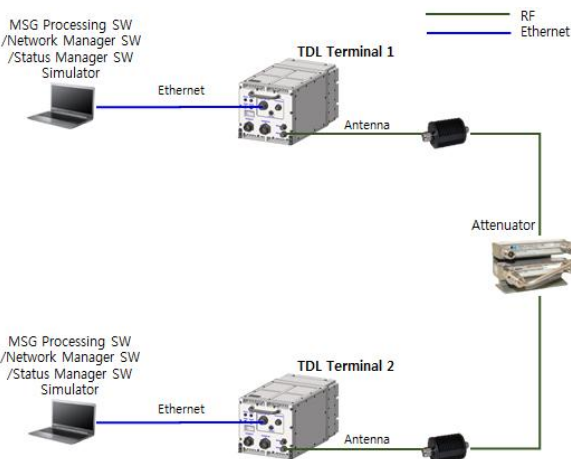 MSG Processing SW
/Network Manager SW
/Status Manager SW
Simulator
Ethernet
TDL Terminal 1
Antenna
RF
Ethernet
Attenuator
MSG Processing SW
/Network Manager SW
/Status Manager SW
Simulator
Ethernet
TDL Terminal 2
Antenna